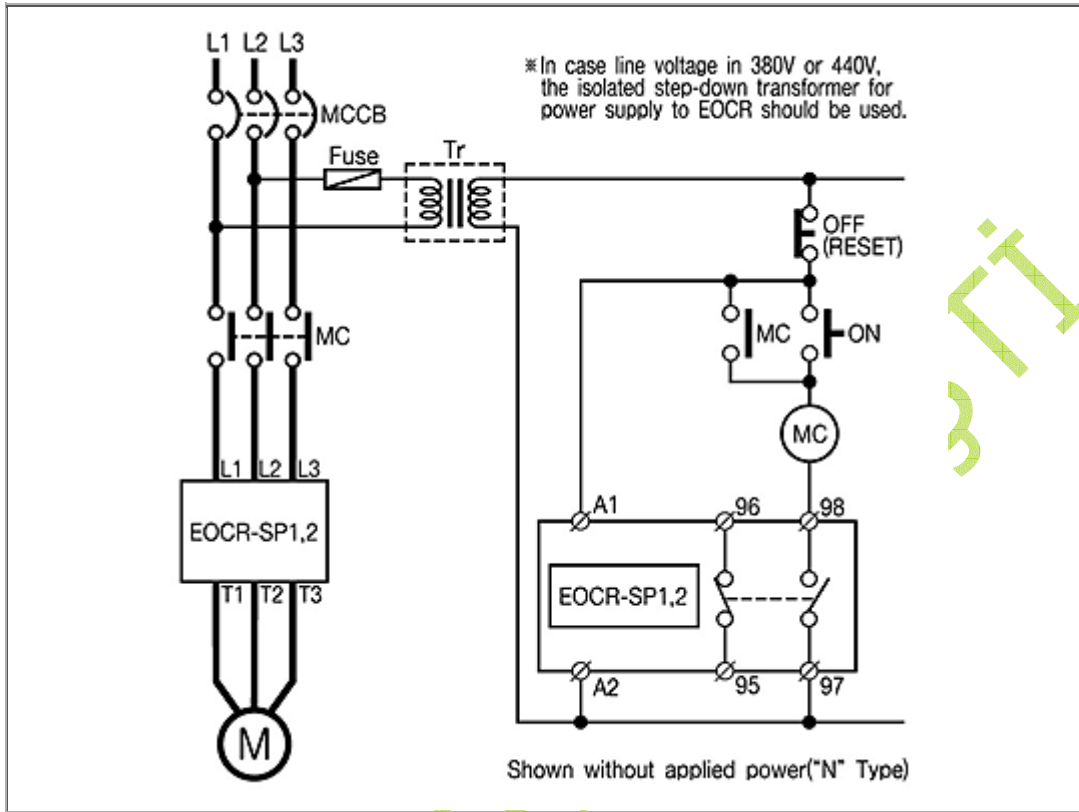 L1 L2 L3
※In case line voltage in 380V or 440V,
the isolated step-down transformer for
power supply to EOCR should be used.
MCCB
Fuse
Tr
OFF
(RESET)
MC
MC
ON
MC
L1 L2 L3
A1
96
98
EOCR-SP1,2
EOCR-SP1,2
T1 T2 T3
A2
95
97
M
Shown without applied power("N" Type)